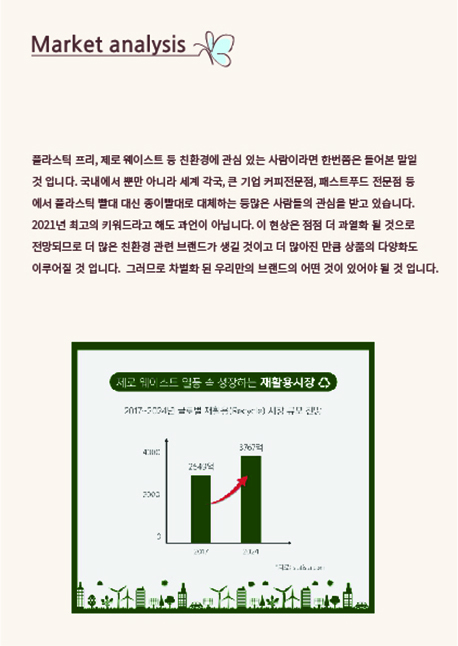 Market analysis
플라스틱 프리, 제로 웨이스트 등 친환경에 관심 있는 사람이라면 한번쯤은 들어본 말일
것 입니다. 국내에서 뿐만 아니라 세계 각국, 큰 기업 커피전문점, 패스트푸드 전문점 등
에서 플라스틱 빨대 대신 종이빨대로 대체하는 등많은 사람들의 관심을 받고 있습니다.
2021년 최고의 키워드라고 해도 과언이 아닙니다. 이 현상은 점점 더 과열화 될 것으로
전망되므로 더 많은 친환경 관련 브랜드가 생길 것이고 더 많아진 만큼 상품의 다양화도
이루어질 것 입니다. 그러므로 차별화 된 우리만의 브랜드의 어떤 것이 있어야 될 것 입니다.
제로 웨이스트 열풍 속 성장하는 재활용시장
2017~2024년 글로벌 재활용(Recycle) 시장 규모 전망
4000
3767억
2649억
2000
0
2017 2024